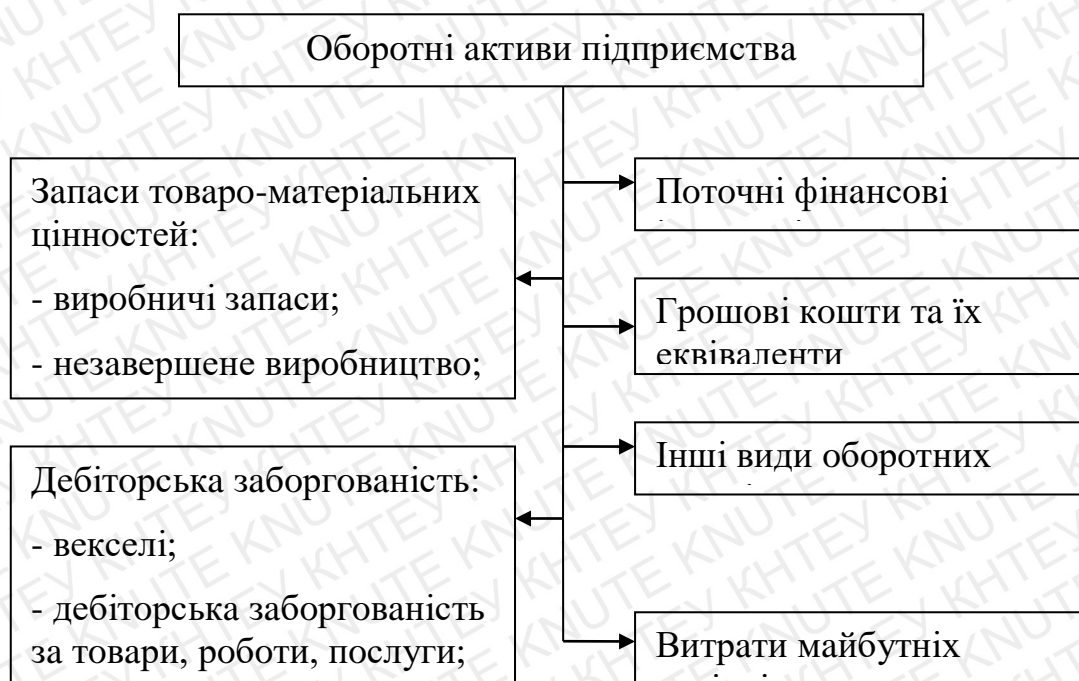 Оборотні активи підприємства
Запаси товаро-матеріальних
цінностей:
- виробничі запаси;
- незавершене виробництво;
Дебіторська заборгованість:
- векселі;
- дебіторська заборгованість
за товари, роботи, послуги;
Поточні фінансові
Грошові кошти та їх
еквіваленти
Інші види оборотних
Витрати майбутніх